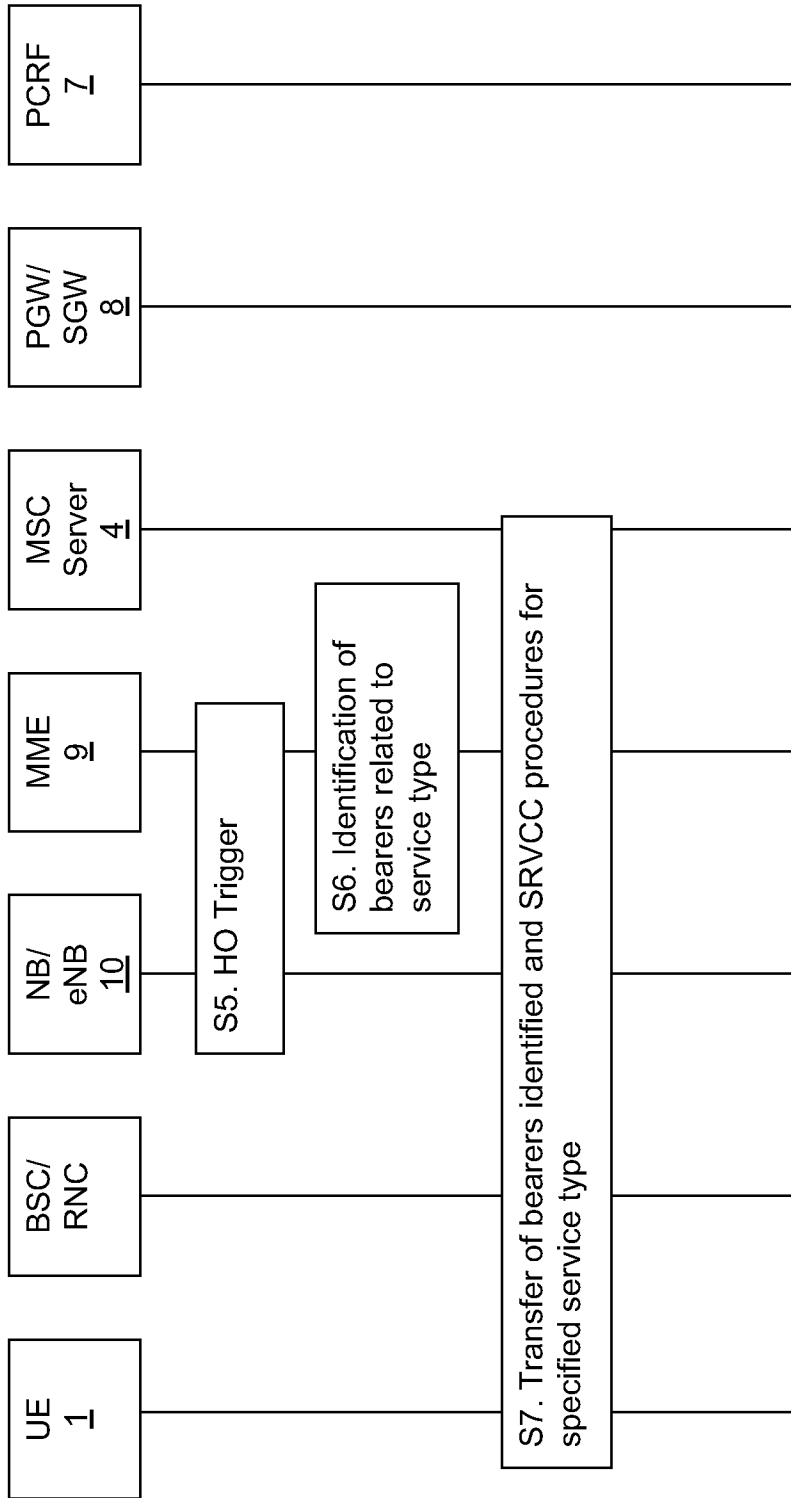 UE
1
BSC/
RNC
NB/
eNB
10
MME
9
MSC
Server
4
PGW/
SGW
8
PCRF
7
S5. HO Trigger
S6. Identification of
bearers related to
service type
S7. Transfer of bearers identified and SRVCC procedures for
specified service type